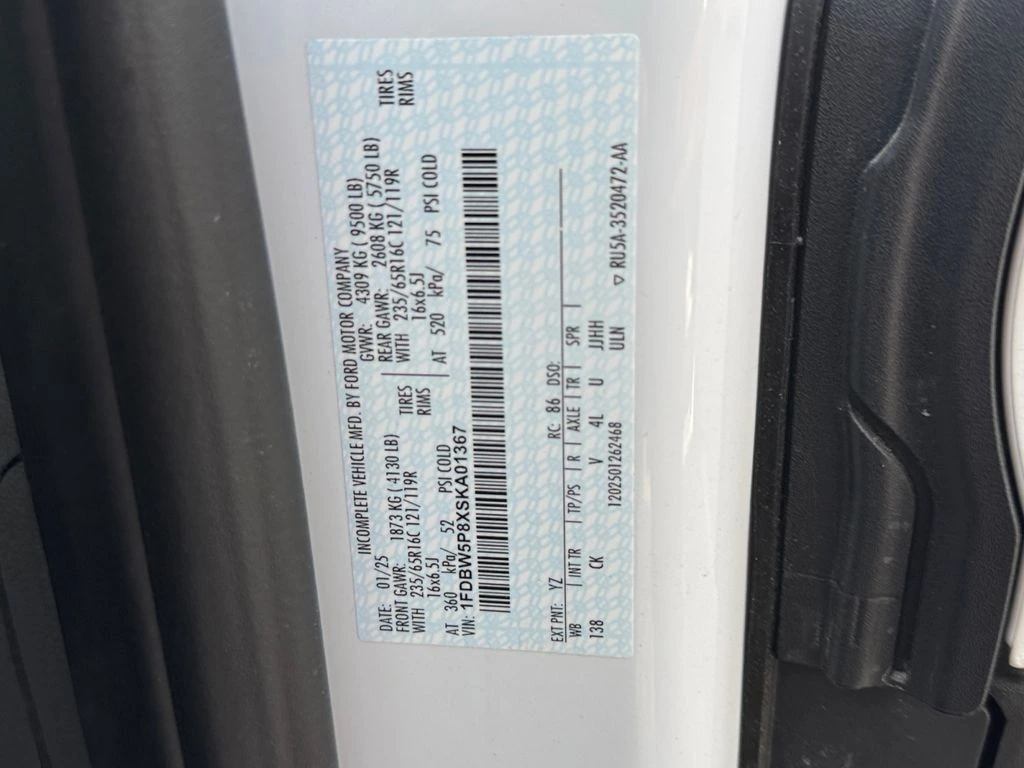 INCOMPLETE VEHICLE MFD. BY FORD MOTOR COMPANY
DATE: 01/25 GVWR: 4309 KG ( 9500 LB)
FRONT GAWR: 1873 KG ( 4130 LB) REAR GAWR: 2608 KG ( 5750 LB)
WITH 235/65R16C 121/119R TIRES WITH 235/65R16C 121/119R TIRES
16x6.5J RIMS 16x6.5J RIMS
AT 360 kPa/ 52 PSI COLD AT 520 kPa/ 75 PSI COLD
VIN: 1FDBW5P8XSKA01367
EXT PNT: YZ RC: 86 DSO:
WB | INT TR | TP/PS | R | AXLE | TR | SPR |
138 CK V 4L U JJHH
1202501262468 ULN
▽ RU5A-3520472-AA